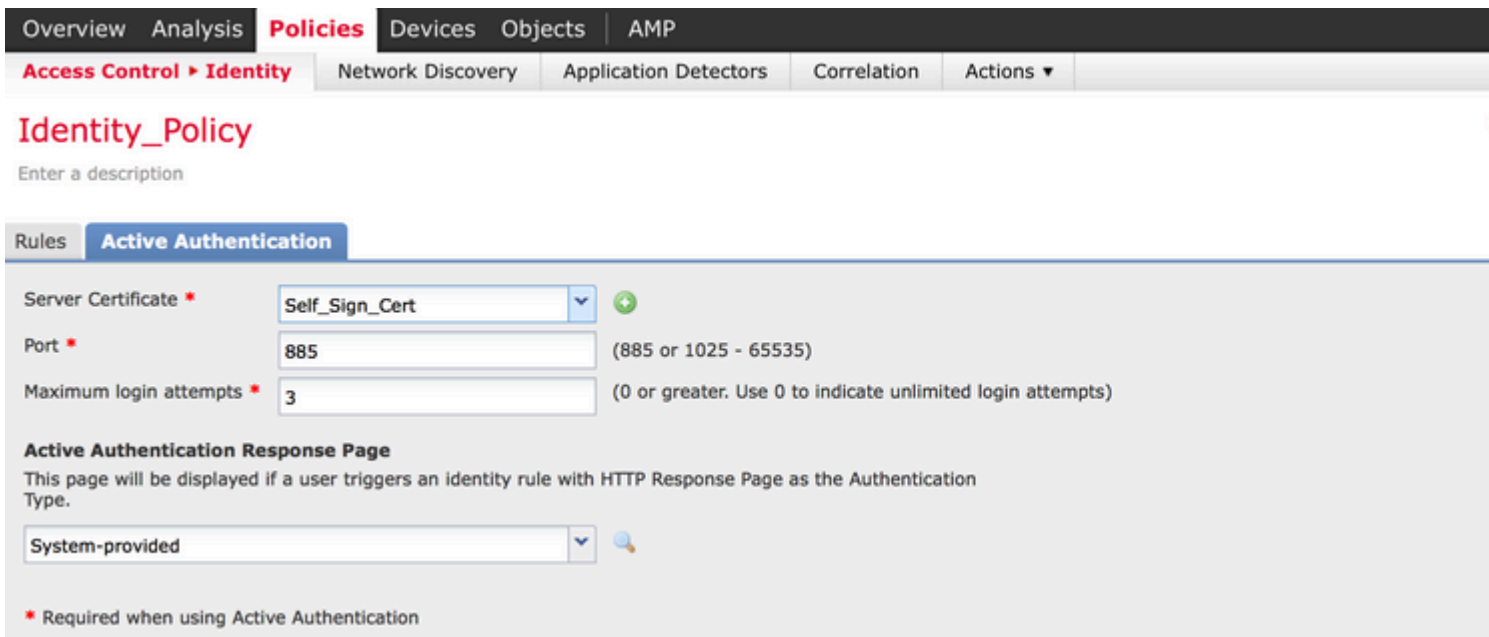 Overview Analysis Policies Devices Objects AMP
Access Control ▸ Identity Network Discovery Application Detectors Correlation Actions ▾
Identity_Policy
Enter a description
Rules Active Authentication
Server Certificate * Self_Sign_Cert
Port * 885 (885 or 1025 - 65535)
Maximum login attempts * 3 (0 or greater. Use 0 to indicate unlimited login attempts)
Active Authentication Response Page
This page will be displayed if a user triggers an identity rule with HTTP Response Page as the Authentication
Type.
System-provided
* Required when using Active Authentication